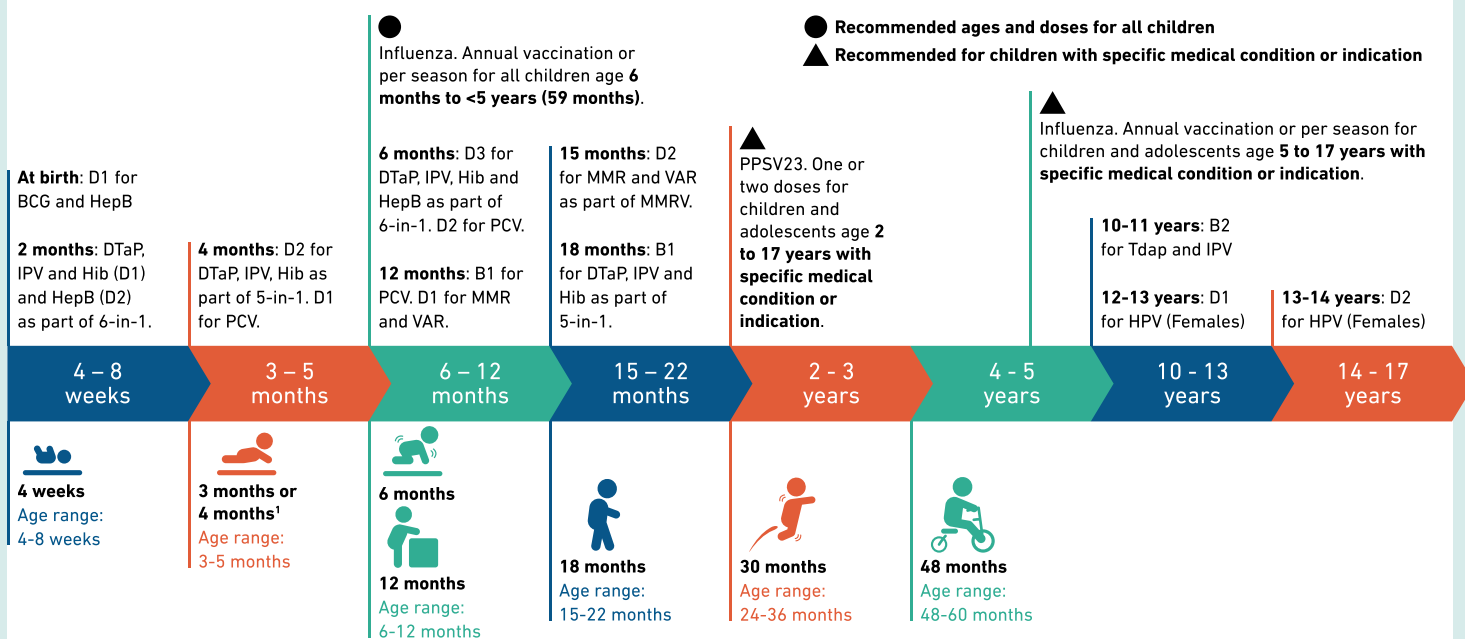 Recommended ages and doses for all children
Recommended for children with specific medical condition or indication
At birth: D1 for
BCG and HepB
2 months: DTaP,
IPV and Hib (D1)
and HepB (D2)
as part of 6-in-1.
4 months: D2 for
DTaP, IPV, Hib as
part of 5-in-1. D1
for PCV.
Influenza. Annual vaccination or
per season for all children age 6
months to <5 years (59 months).
6 months: D3 for
DTaP, IPV, Hib and
HepB as part of
6-in-1. D2 for PCV.
12 months: B1 for
PCV. D1 for MMR
and VAR.
15 months: D2
for MMR and VAR
as part of MMRV.
18 months: B1
for DTaP, IPV and
Hib as part of
5-in-1.
PPSV23. One or
two doses for
children and
adolescents age 2
to 17 years with
specific medical
condition or
indication.
Influenza. Annual vaccination or per season for
children and adolescents age 5 to 17 years with
specific medical condition or indication.
10-11 years: B2
for Tdap and IPV
12-13 years: D1
for HPV (Females)
13-14 years: D2
for HPV (Females)
4 – 8
weeks
3 – 5
months
6 – 12
months
15 – 22
months
2 - 3
years
4 - 5
years
10 - 13
years
14 - 17
years
4 weeks
Age range:
4-8 weeks
3 months or
4 months¹
Age range:
3-5 months
6 months
12 months
Age range:
6-12 months
18 months
Age range:
15-22 months
30 months
Age range:
24-36 months
48 months
Age range:
48-60 months